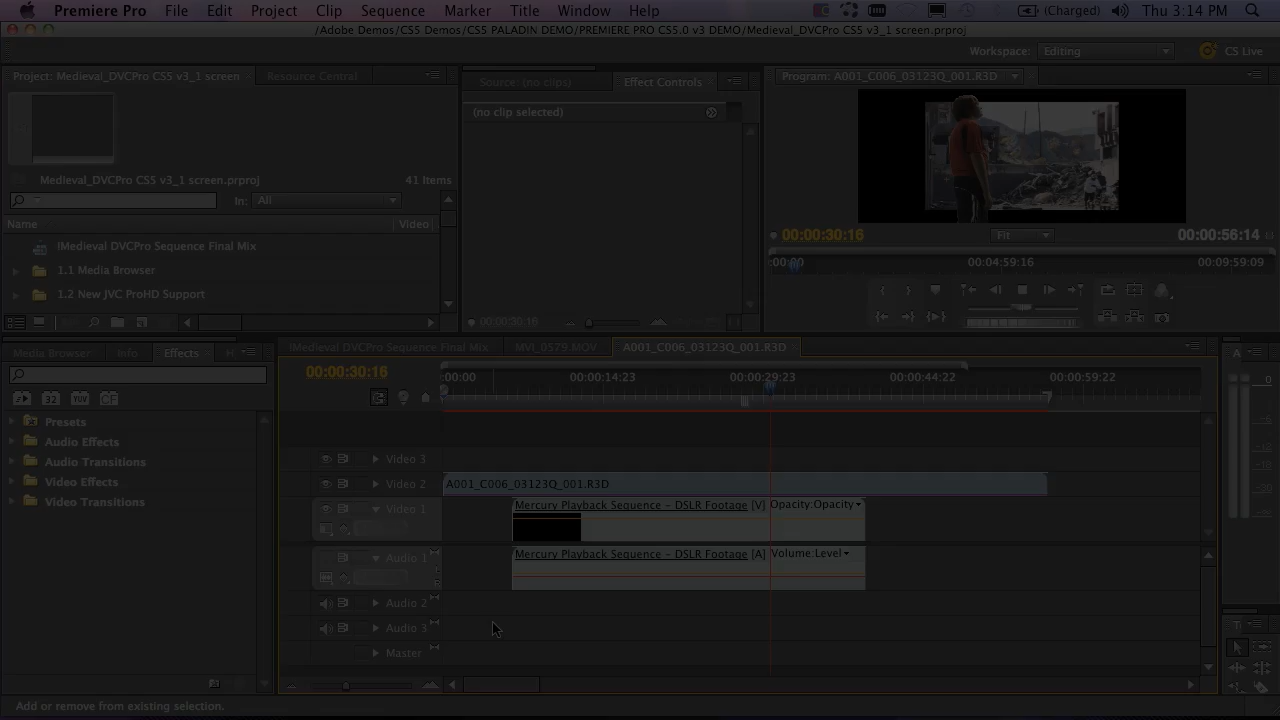 Premiere Pro File Edit Project Clip Sequence Marker Title Window Help (Charged) Thu 3:14 PM
/Adobe Demos/CS5 Demos/CS5 PALADIN DEMO/PREMIERE PRO CS5.0 v3 DEMO/Medieval_DVCPro CS5 v3_1 screen.prproj
Workspace: Editing CS Live
Project: Medieval_DVCPro CS5 v3_1 screen Resource Central Source: (no clips) Effect Controls Program: A001_C006_03123Q_001.R3D
(no clip selected)
Medieval_DVCPro CS5 v3_1 screen.prproj 41 Items
In: All
Name Video
!Medieval DVCPro Sequence Final Mix
1.1 Media Browser
1.2 New JVC ProHD Support
00:00:30:16
00:00:30:16 Fit 00:00:56:14
:00:00 00:04:59:16 00:09:59:09
Media Browser Info Effects H !Medieval DVCPro Sequence Final Mix MVI_0579.MOV A001_C006_03123Q_001.R3D A
00:00:30:16 :00:00 00:00:14:23 00:00:29:23 00:00:44:22 00:00:59:22
32 YUV CF
Presets
Audio Effects
Audio Transitions
Video Effects
Video Transitions
Video 3
Video 2 A001_C006_03123Q_001.R3D
Video 1 Mercury Playback Sequence - DSLR Footage [V] Opacity:Opacity
Audio 1 Mercury Playback Sequence - DSLR Footage [A] Volume:Level
Audio 2
Audio 3
Master
Add or remove from existing selection.